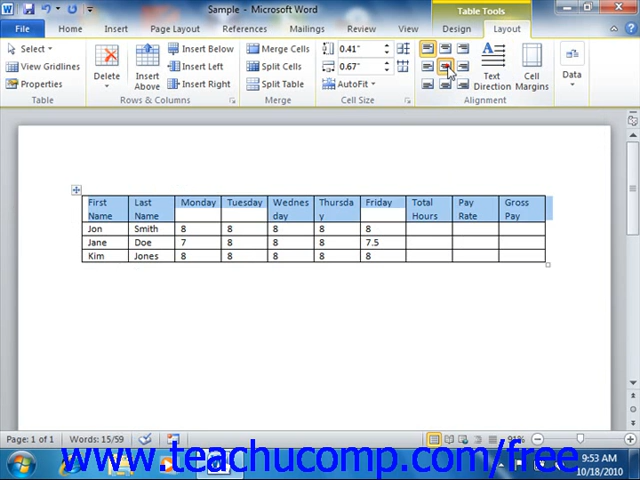 Sample - Microsoft Word
Table Tools
File Home Insert Page Layout References Mailings Review View Design Layout
Select
View Gridlines
Properties
Table
Delete
Insert Above
Insert Below
Insert Left
Insert Right
Rows & Columns
Merge Cells
Split Cells
Split Table
Merge
0.41"
0.67"
AutoFit
Cell Size
Text Direction
Cell Margins
Alignment
Data
First Name Last Name Monday Tuesday Wednesday Thursday Friday Total Hours Pay Rate Gross Pay
Jon Smith 8 8 8 8 8
Jane Doe 7 8 8 8 7.5
Kim Jones 8 8 8 8 8
Page: 1 of 1 Words: 15/59 91%
www.teachucomp.com/free
9:53 AM
10/18/2010